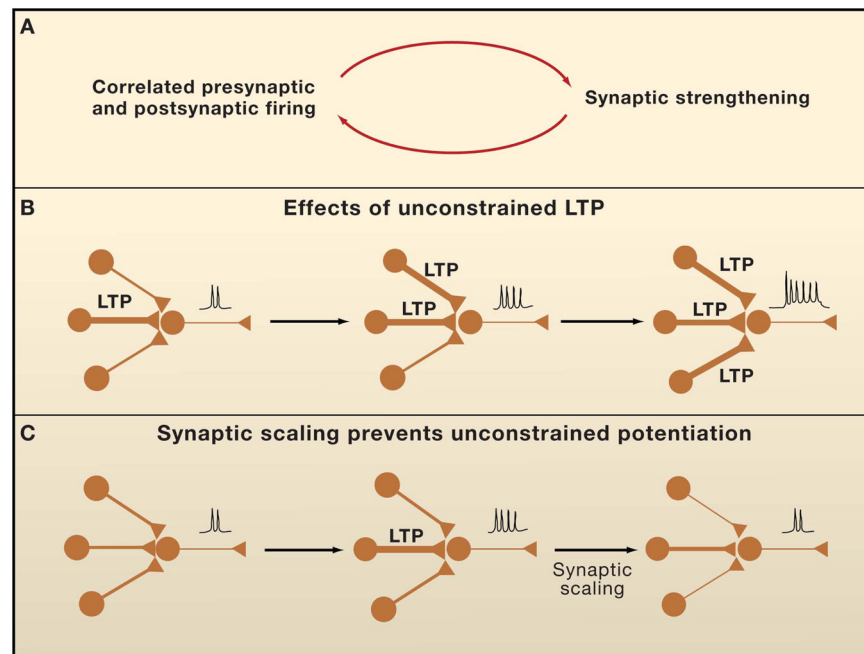 A
Correlated presynaptic
and postsynaptic firing
Synaptic strengthening
B
Effects of unconstrained LTP
LTP
LTP
LTP
LTP
LTP
LTP
C
Synaptic scaling prevents unconstrained potentiation
LTP
Synaptic
scaling